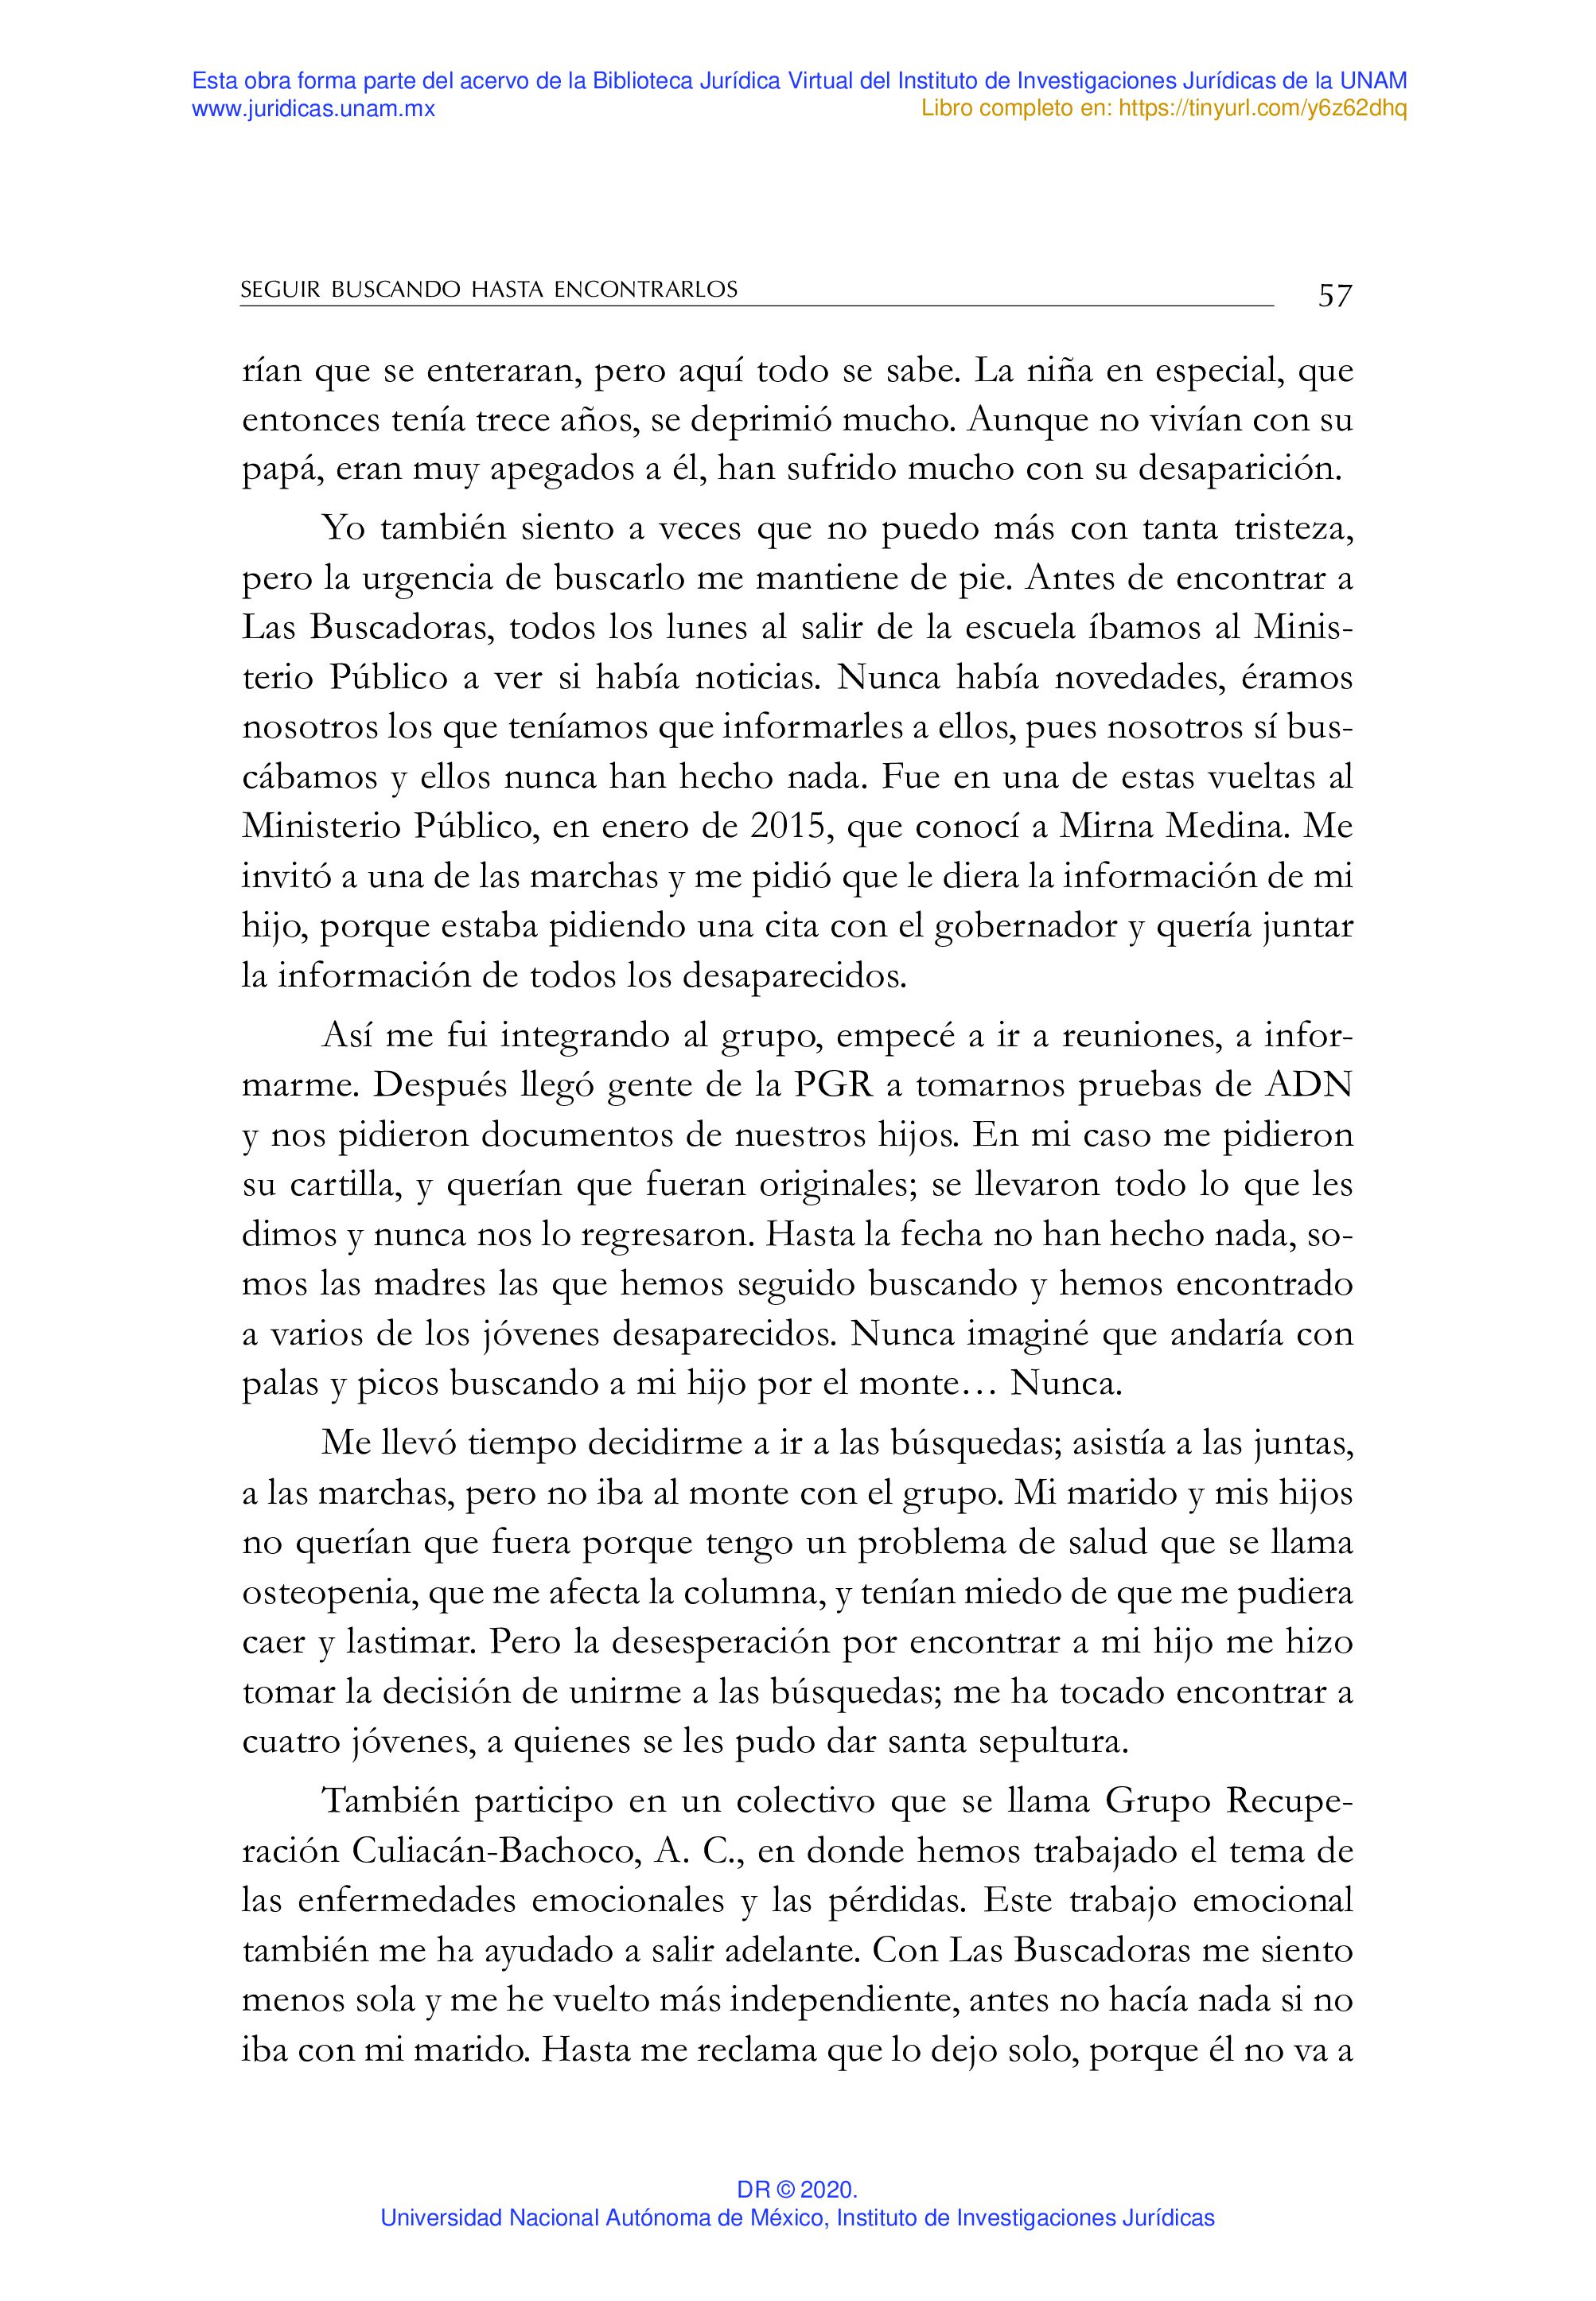 Esta obra forma parte del acervo de la Biblioteca Jurídica Virtual del Instituto de Investigaciones Jurídicas de la UNAM
www.juridicas.unam.mx
Libro completo en: https://tinyurl.com/y6z62dhq
SEGUIR BUSCANDO HASTA ENCONTRARLOS
57
rían que se enteraran, pero aquí todo se sabe. La niña en especial, que
entonces tenía trece años, se deprimió mucho. Aunque no vivían con su
papá, eran muy apegados a él, han sufrido mucho con su desaparición.
Yo también siento a veces que no puedo más con tanta tristeza,
pero la urgencia de buscarlo me mantiene de pie. Antes de encontrar a
Las Buscadoras, todos los lunes al salir de la escuela íbamos al Minis-
terio Público a ver si había noticias. Nunca había novedades, éramos
nosotros los que teníamos que informarles a ellos, pues nosotros sí bus-
cábamos y ellos nunca han hecho nada. Fue en una de estas vueltas al
Ministerio Público, en enero de 2015, que conocí a Mirna Medina. Me
invitó a una de las marchas y me pidió que le diera la información de mi
hijo, porque estaba pidiendo una cita con el gobernador y quería juntar
la información de todos los desaparecidos.
Así me fui integrando al grupo, empecé a ir a reuniones, a infor-
marme. Después llegó gente de la PGR a tomarnos pruebas de ADN
y nos pidieron documentos de nuestros hijos. En mi caso me pidieron
su cartilla, y querían que fueran originales; se llevaron todo lo que les
dimos y nunca nos lo regresaron. Hasta la fecha no han hecho nada, so-
mos las madres las que hemos seguido buscando y hemos encontrado
a varios de los jóvenes desaparecidos. Nunca imaginé que andaría con
palas y picos buscando a mi hijo por el monte… Nunca.
Me llevó tiempo decidirme a ir a las búsquedas; asistía a las juntas,
a las marchas, pero no iba al monte con el grupo. Mi marido y mis hijos
no querían que fuera porque tengo un problema de salud que se llama
osteopenia, que me afecta la columna, y tenían miedo de que me pudiera
caer y lastimar. Pero la desesperación por encontrar a mi hijo me hizo
tomar la decisión de unirme a las búsquedas; me ha tocado encontrar a
cuatro jóvenes, a quienes se les pudo dar santa sepultura.
También participo en un colectivo que se llama Grupo Recupe-
ración Culiacán-Bachoco, A. C., en donde hemos trabajado el tema de
las enfermedades emocionales y las pérdidas. Este trabajo emocional
también me ha ayudado a salir adelante. Con Las Buscadoras me siento
menos sola y me he vuelto más independiente, antes no hacía nada si no
iba con mi marido. Hasta me reclama que lo dejo solo, porque él no va a
DR © 2020.
Universidad Nacional Autónoma de México, Instituto de Investigaciones Jurídicas